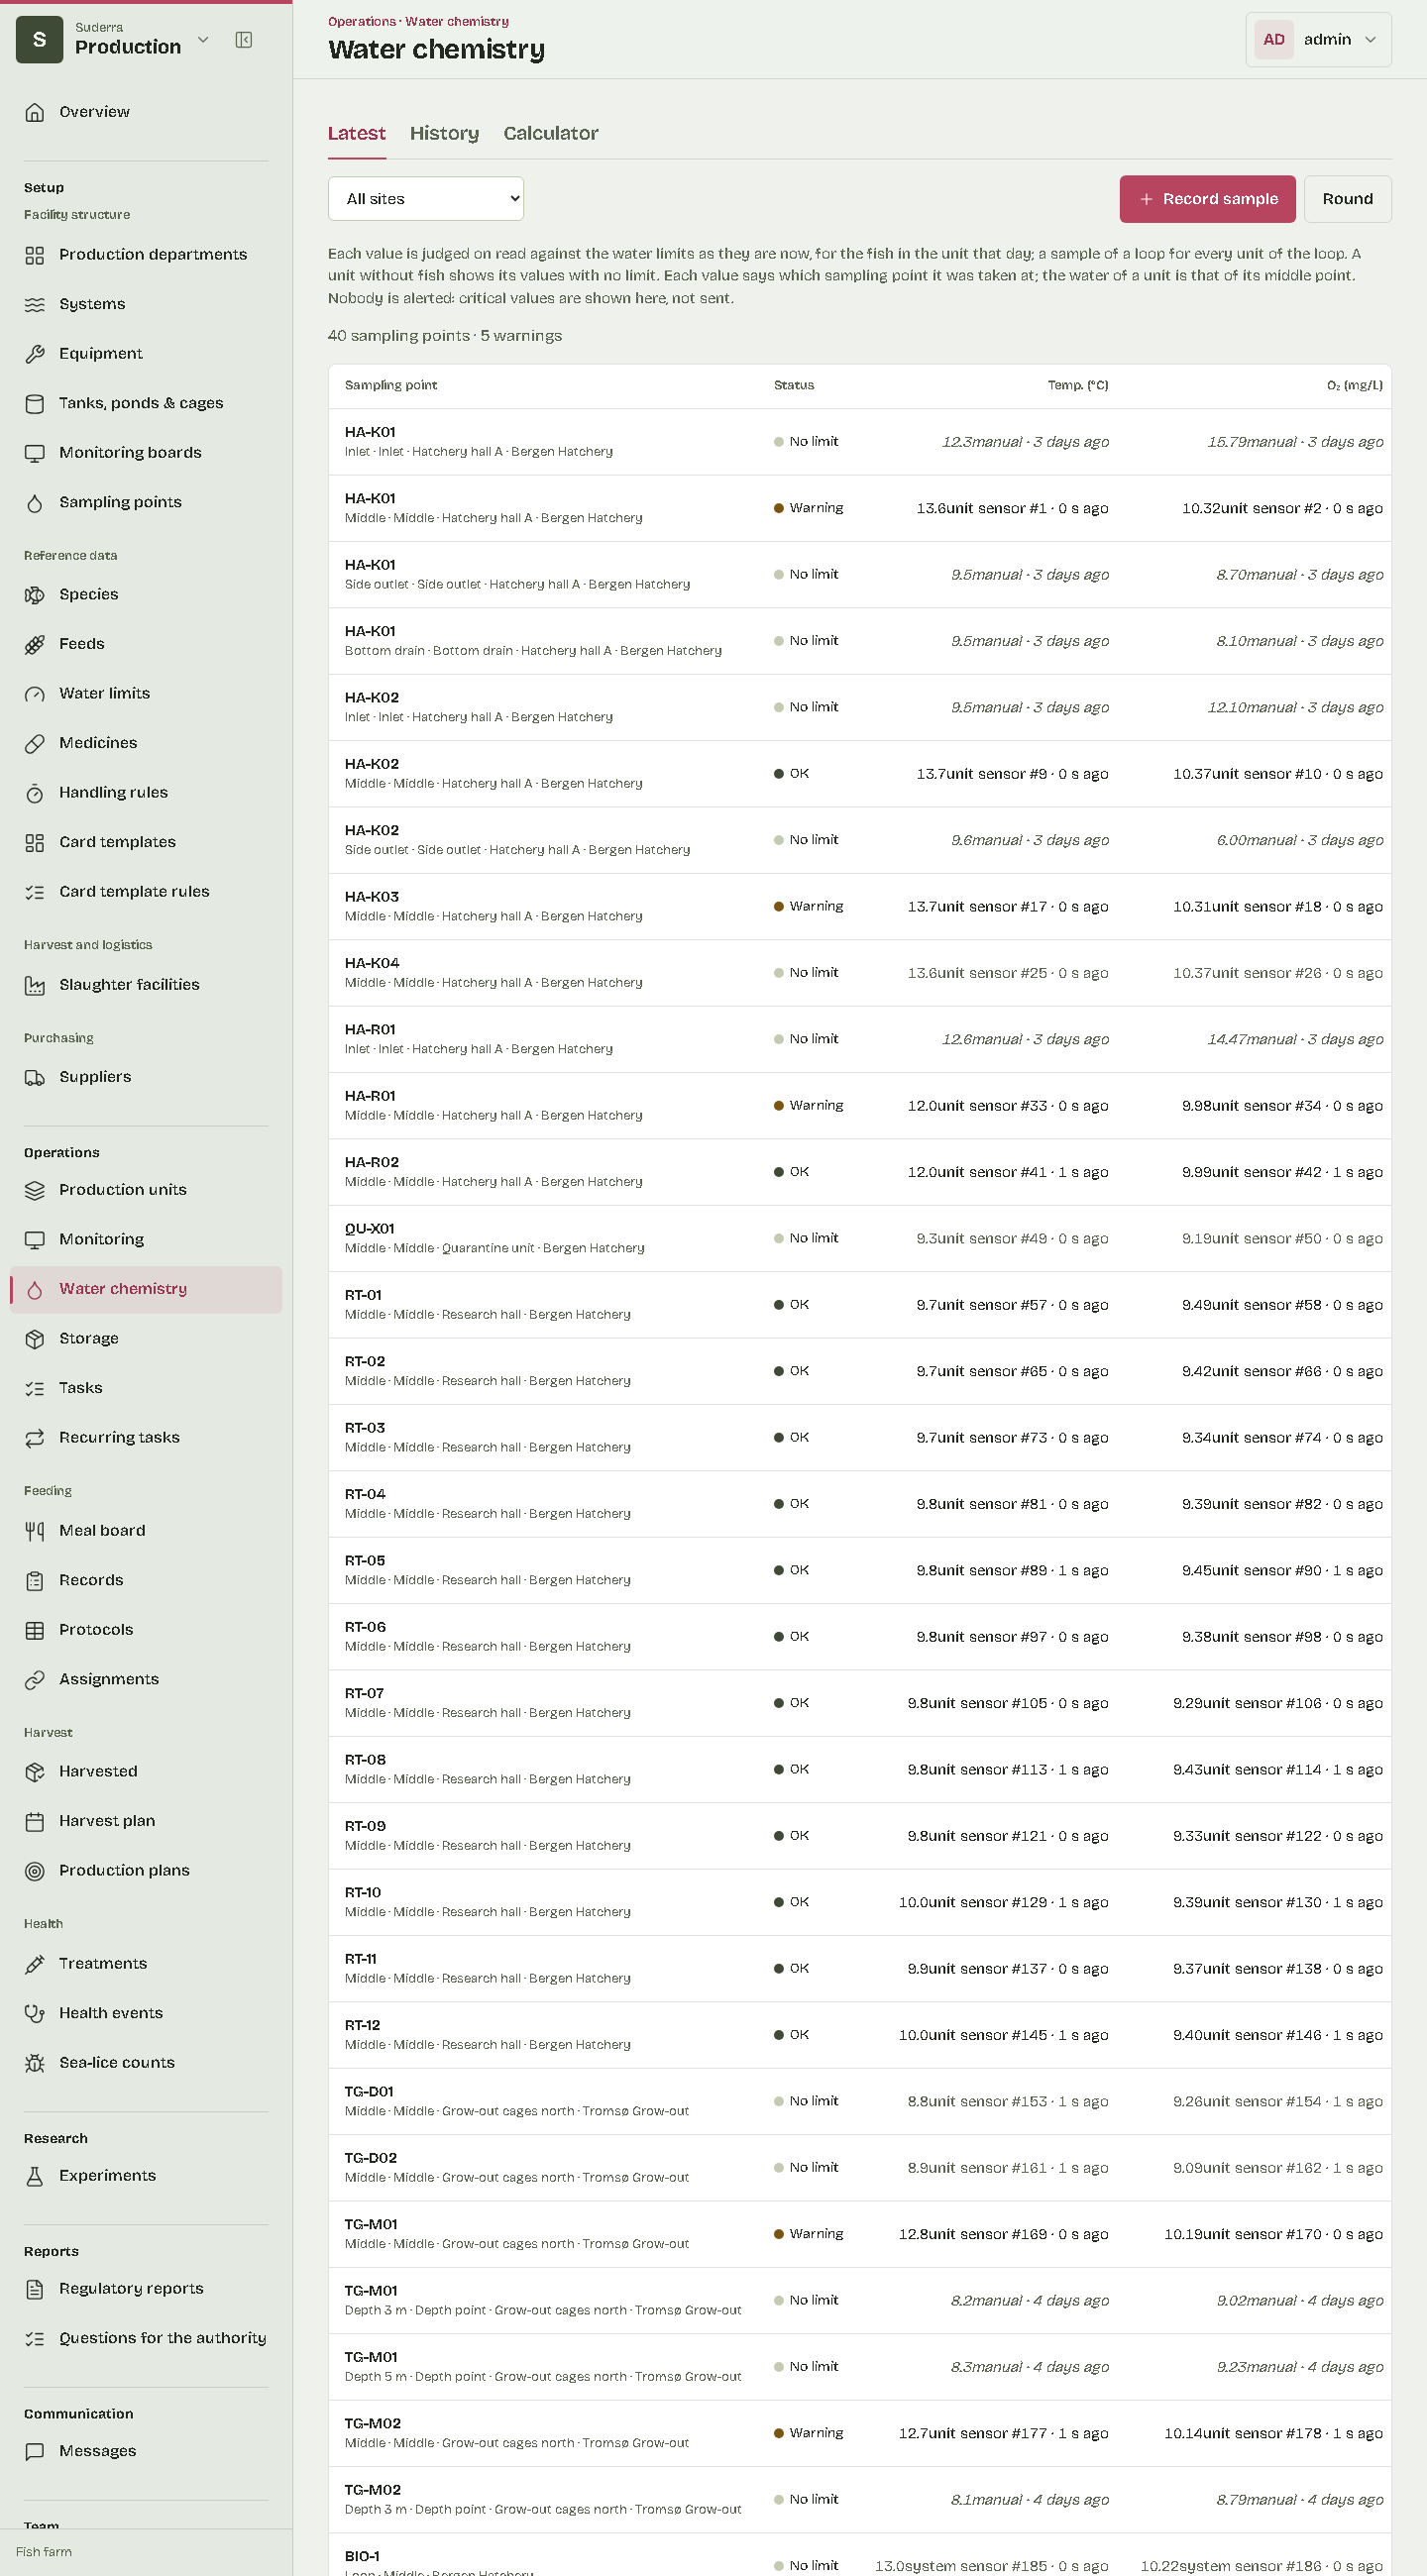 S
Suderra
Production
Overview
Setup
Facility structure
Production departments
Systems
Equipment
Tanks, ponds & cages
Monitoring boards
Sampling points
Reference data
Species
Feeds
Water limits
Medicines
Handling rules
Card templates
Card template rules
Harvest and logistics
Slaughter facilities
Purchasing
Suppliers
Operations
Production units
Monitoring
Water chemistry
Storage
Tasks
Recurring tasks
Feeding
Meal board
Records
Protocols
Assignments
Harvest
Harvested
Harvest plan
Production plans
Health
Treatments
Health events
Sea-lice counts
Research
Experiments
Reports
Regulatory reports
Questions for the authority
Communication
Messages
Team
Fish farm
Operations · Water chemistry
Water chemistry
AD admin
Latest History Calculator
All sites
+ Record sample Round
Each value is judged on read against the water limits as they are now, for the fish in the unit that day; a sample of a loop for every unit of the loop. A
unit without fish shows its values with no limit. Each value says which sampling point it was taken at; the water of a unit is that of its middle point.
Nobody is alerted: critical values are shown here, not sent.
40 sampling points · 5 warnings
Sampling point Status Temp. (°C) O₂ (mg/L)
HA-K01
Inlet · Inlet · Hatchery hall A · Bergen Hatchery
No limit 12.3manual · 3 days ago 15.79manual · 3 days ago
HA-K01
Middle · Middle · Hatchery hall A · Bergen Hatchery
Warning 13.6unit sensor #1 · 0 s ago 10.32unit sensor #2 · 0 s ago
HA-K01
Side outlet · Side outlet · Hatchery hall A · Bergen Hatchery
No limit 9.5manual · 3 days ago 8.70manual · 3 days ago
HA-K01
Bottom drain · Bottom drain · Hatchery hall A · Bergen Hatchery
No limit 9.5manual · 3 days ago 8.10manual · 3 days ago
HA-K02
Inlet · Inlet · Hatchery hall A · Bergen Hatchery
No limit 9.5manual · 3 days ago 12.10manual · 3 days ago
HA-K02
Middle · Middle · Hatchery hall A · Bergen Hatchery
OK 13.7unit sensor #9 · 0 s ago 10.37unit sensor #10 · 0 s ago
HA-K02
Side outlet · Side outlet · Hatchery hall A · Bergen Hatchery
No limit 9.6manual · 3 days ago 6.00manual · 3 days ago
HA-K03
Middle · Middle · Hatchery hall A · Bergen Hatchery
Warning 13.7unit sensor #17 · 0 s ago 10.31unit sensor #18 · 0 s ago
HA-K04
Middle · Middle · Hatchery hall A · Bergen Hatchery
No limit 13.6unit sensor #25 · 0 s ago 10.37unit sensor #26 · 0 s ago
HA-R01
Inlet · Inlet · Hatchery hall A · Bergen Hatchery
No limit 12.6manual · 3 days ago 14.47manual · 3 days ago
HA-R01
Middle · Middle · Hatchery hall A · Bergen Hatchery
Warning 12.0unit sensor #33 · 0 s ago 9.98unit sensor #34 · 0 s ago
HA-R02
Middle · Middle · Hatchery hall A · Bergen Hatchery
OK 12.0unit sensor #41 · 1 s ago 9.99unit sensor #42 · 1 s ago
QU-X01
Middle · Middle · Quarantine unit · Bergen Hatchery
No limit 9.3unit sensor #49 · 0 s ago 9.19unit sensor #50 · 0 s ago
RT-01
Middle · Middle · Research hall · Bergen Hatchery
OK 9.7unit sensor #57 · 0 s ago 9.49unit sensor #58 · 0 s ago
RT-02
Middle · Middle · Research hall · Bergen Hatchery
OK 9.7unit sensor #65 · 0 s ago 9.42unit sensor #66 · 0 s ago
RT-03
Middle · Middle · Research hall · Bergen Hatchery
OK 9.7unit sensor #73 · 0 s ago 9.34unit sensor #74 · 0 s ago
RT-04
Middle · Middle · Research hall · Bergen Hatchery
OK 9.8unit sensor #81 · 0 s ago 9.39unit sensor #82 · 0 s ago
RT-05
Middle · Middle · Research hall · Bergen Hatchery
OK 9.8unit sensor #89 · 1 s ago 9.45unit sensor #90 · 1 s ago
RT-06
Middle · Middle · Research hall · Bergen Hatchery
OK 9.8unit sensor #97 · 0 s ago 9.38unit sensor #98 · 0 s ago
RT-07
Middle · Middle · Research hall · Bergen Hatchery
OK 9.8unit sensor #105 · 1 s ago 9.29unit sensor #106 · 0 s ago
RT-08
Middle · Middle · Research hall · Bergen Hatchery
OK 9.8unit sensor #113 · 1 s ago 9.43unit sensor #114 · 1 s ago
RT-09
Middle · Middle · Research hall · Bergen Hatchery
OK 9.8unit sensor #121 · 0 s ago 9.33unit sensor #122 · 0 s ago
RT-10
Middle · Middle · Research hall · Bergen Hatchery
OK 10.0unit sensor #129 · 1 s ago 9.39unit sensor #130 · 1 s ago
RT-11
Middle · Middle · Research hall · Bergen Hatchery
OK 9.9unit sensor #137 · 0 s ago 9.37unit sensor #138 · 0 s ago
RT-12
Middle · Middle · Research hall · Bergen Hatchery
OK 10.0unit sensor #145 · 1 s ago 9.40unit sensor #146 · 1 s ago
TG-D01
Middle · Middle · Grow-out cages north · Tromsø Grow-out
No limit 8.8unit sensor #153 · 1 s ago 9.26unit sensor #154 · 1 s ago
TG-D02
Middle · Middle · Grow-out cages north · Tromsø Grow-out
No limit 8.9unit sensor #161 · 1 s ago 9.09unit sensor #162 · 1 s ago
TG-M01
Middle · Middle · Grow-out cages north · Tromsø Grow-out
Warning 12.8unit sensor #169 · 0 s ago 10.19unit sensor #170 · 0 s ago
TG-M01
Depth 3 m · Depth point · Grow-out cages north · Tromsø Grow-out
No limit 8.2manual · 4 days ago 9.02manual · 4 days ago
TG-M01
Depth 5 m · Depth point · Grow-out cages north · Tromsø Grow-out
No limit 8.3manual · 4 days ago 9.23manual · 4 days ago
TG-M02
Middle · Middle · Grow-out cages north · Tromsø Grow-out
Warning 12.7unit sensor #177 · 1 s ago 10.14unit sensor #178 · 1 s ago
TG-M02
Depth 3 m · Depth point · Grow-out cages north · Tromsø Grow-out
No limit 8.1manual · 4 days ago 8.79manual · 4 days ago
BIO-1
Loop · Middle · Bergen Hatchery
No limit 13.0system sensor #185 · 0 s ago 10.22system sensor #186 · 0 s ago